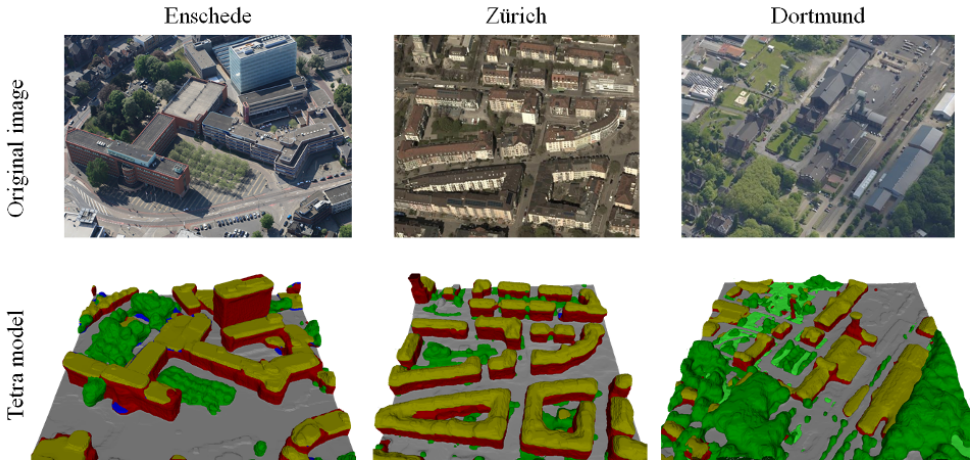 Enschede
Zürich
Dortmund
Original image
Tetra model